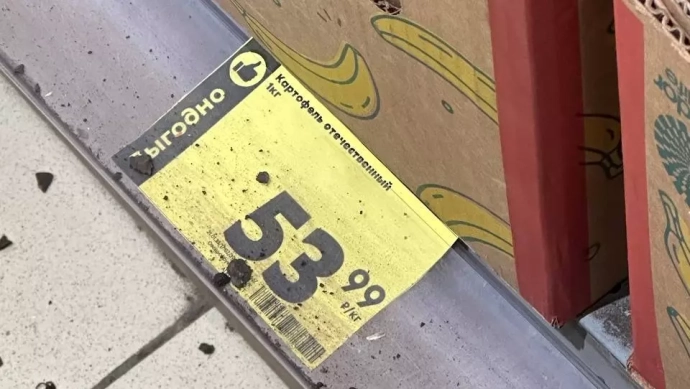 Выгодно
Картофель отечественный
1кг
53 99
₽/кг